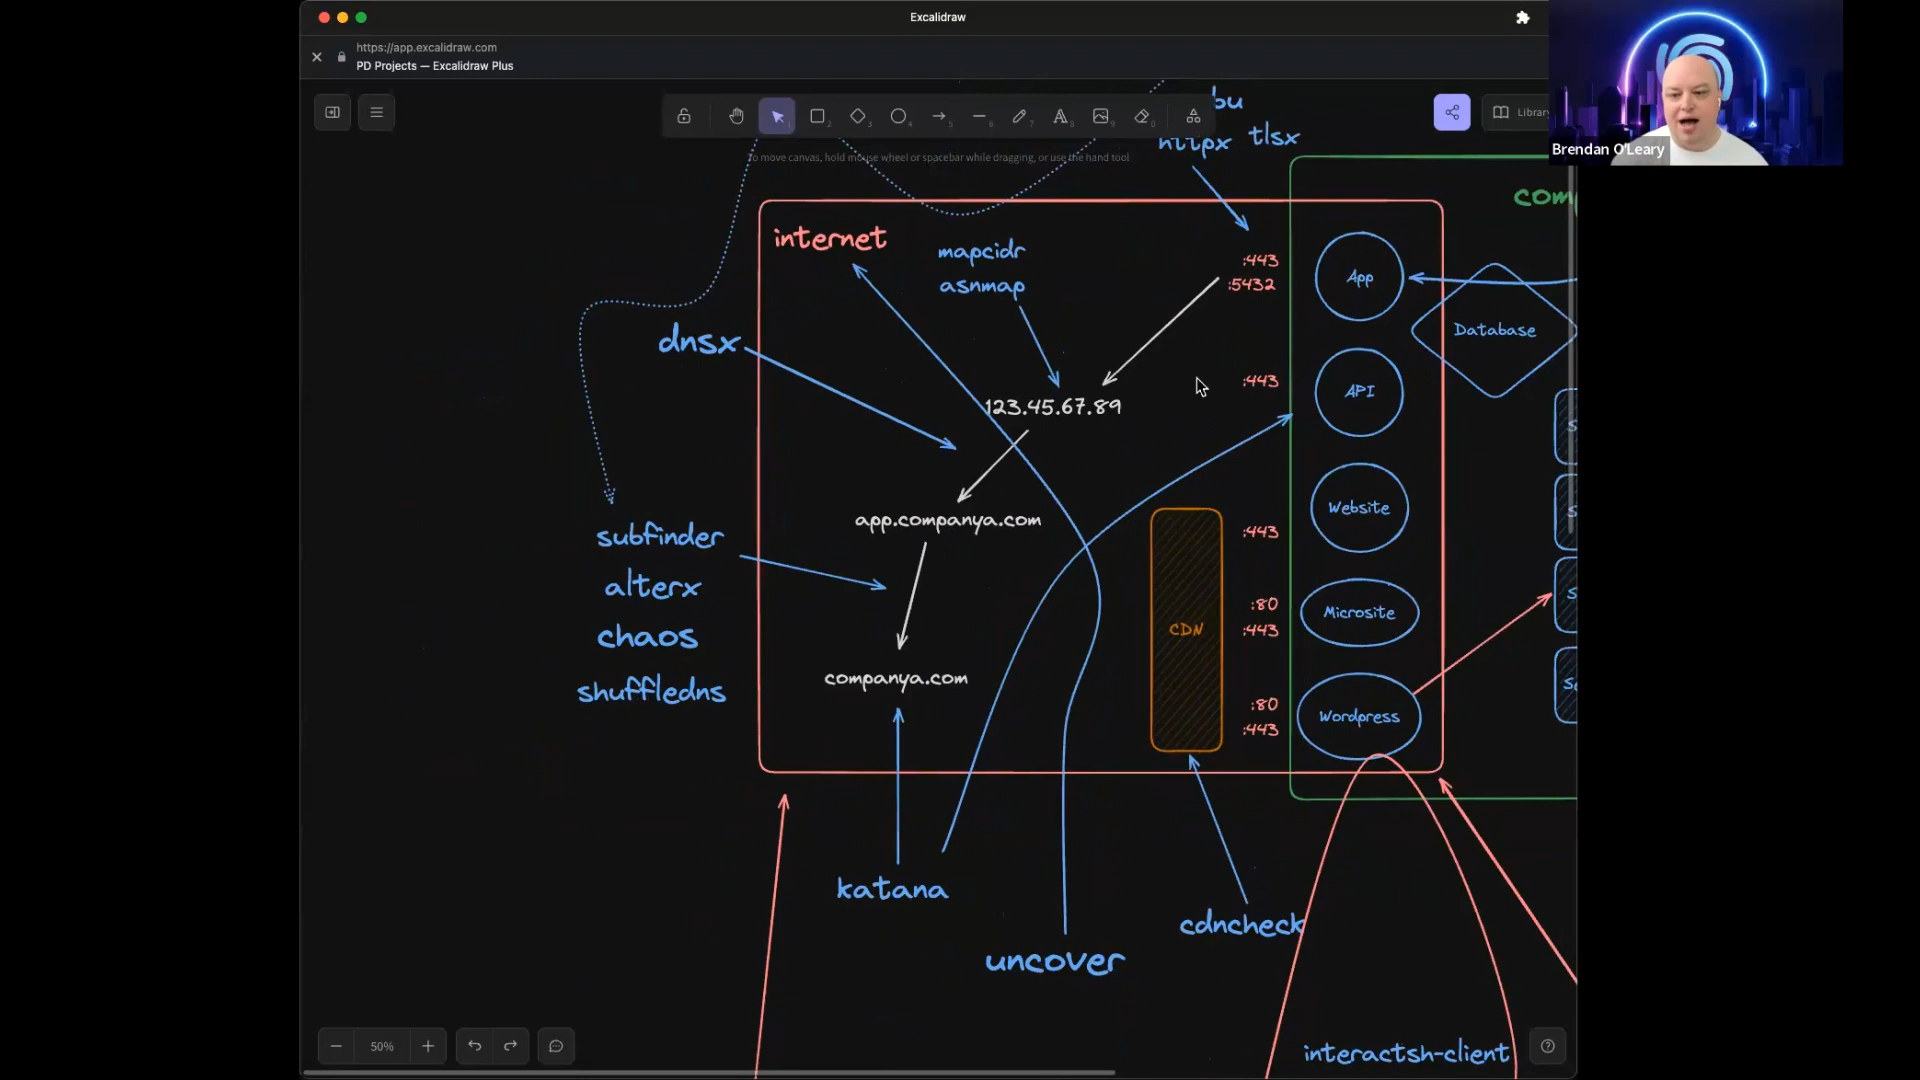 Excalidraw
https://app.excalidraw.com
PD Projects — Excalidraw Plus
Library
Brendan O'Leary
To move canvas, hold mouse wheel or spacebar while dragging, or use the hand tool
httpx tlsx
internet
mapcidr
asnmap
:443
:5432
App
Database
dnsx
123.45.67.89
:443
API
app.companya.com
Website
:443
subfinder
alterx
chaos
shuffledns
CDN
:80
:443
Microsite
companya.com
:80
:443
Wordpress
katana
cdncheck
uncover
interactsh-client
50%